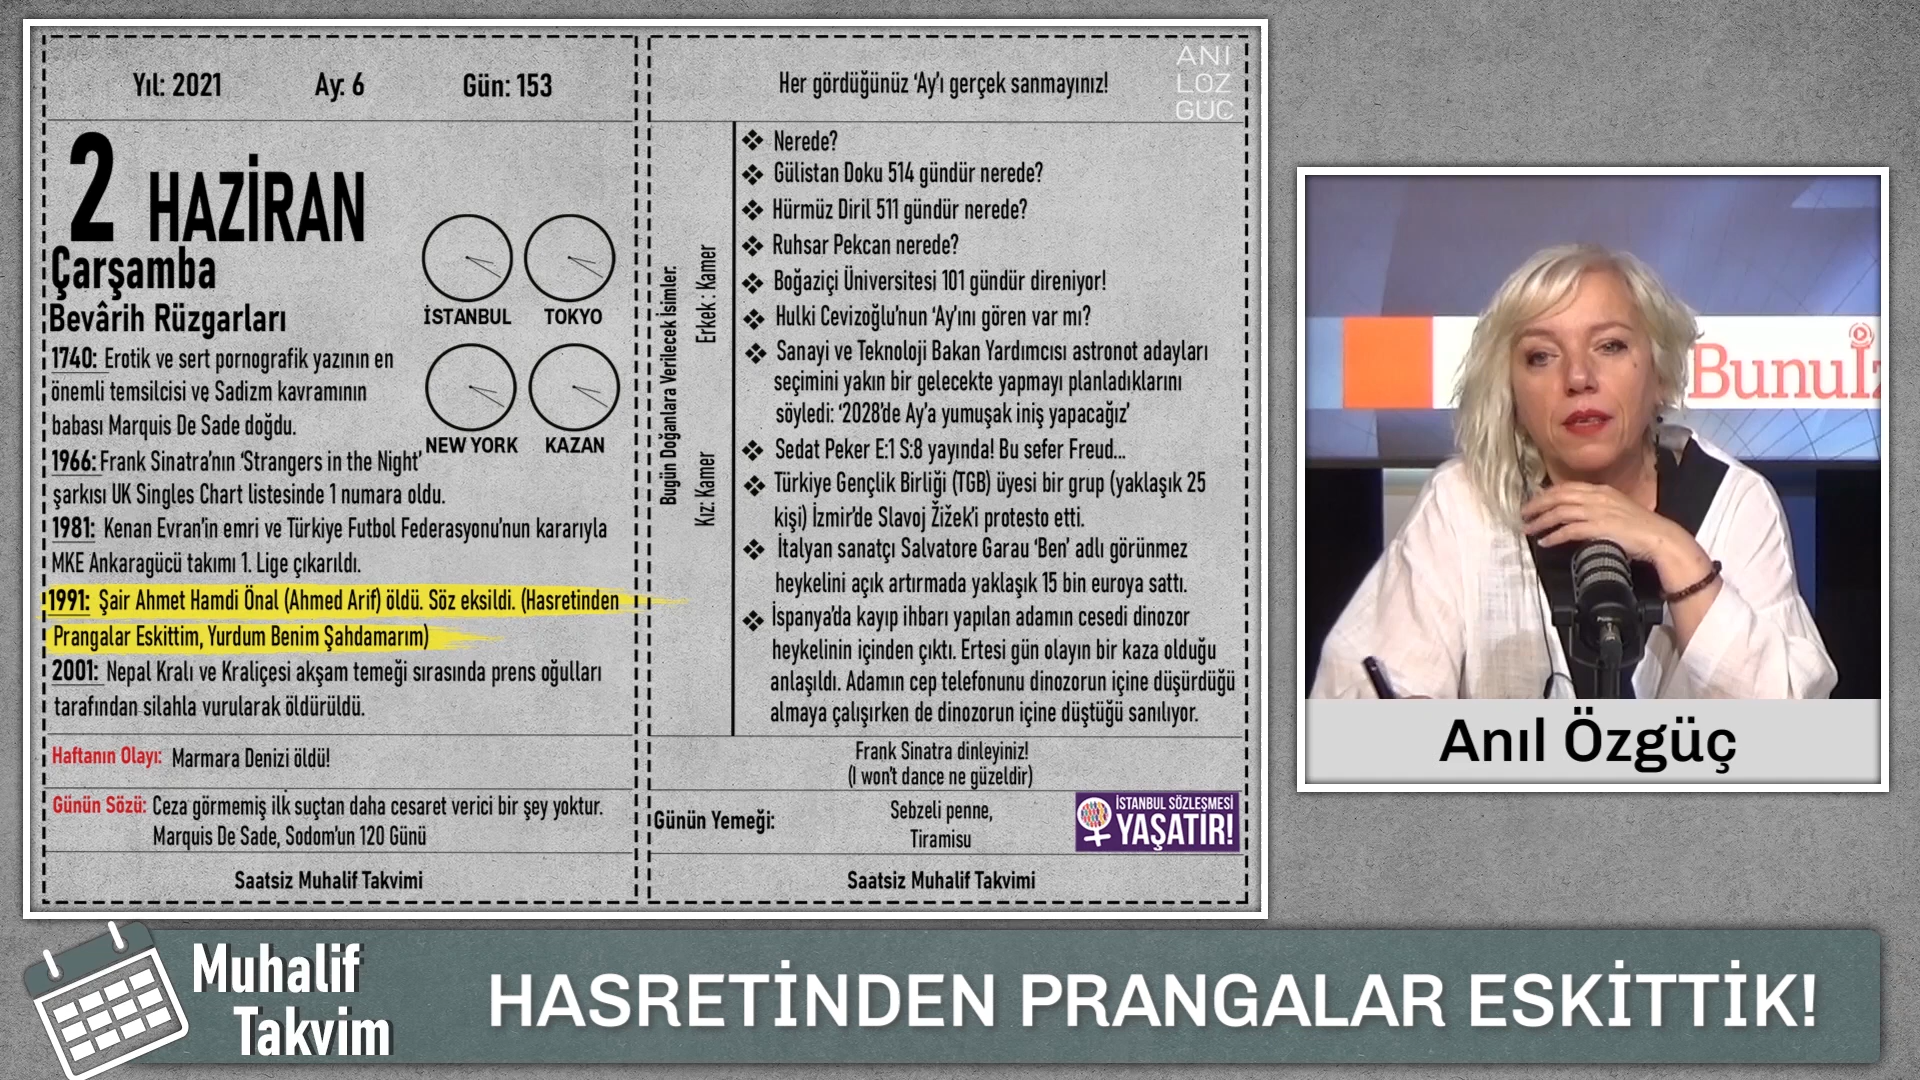 Yıl: 2021 Ay: 6 Gün: 153
2 HAZİRAN
Çarşamba
Bevârih Rüzgarları
İSTANBUL TOKYO
NEW YORK KAZAN
1740: Erotik ve sert pornografik yazının en
önemli temsilcisi ve Sadizm kavramının
babası Marquis De Sade doğdu.
1966: Frank Sinatra'nın 'Strangers in the Night'
şarkısı UK Singles Chart listesinde 1 numara oldu.
1981: Kenan Evran'in emri ve Türkiye Futbol Federasyonu'nun kararıyla
MKE Ankaragücü takımı 1. Lige çıkarıldı.
1991: Şair Ahmet Hamdi Önal (Ahmed Arif) öldü. Söz eksildi. (Hasretinden
Prangalar Eskittim, Yurdum Benim Şahdamarım)
2001: Nepal Kralı ve Kraliçesi akşam temeği sırasında prens oğulları
tarafından silahla vurularak öldürüldü.
Haftanın Olayı: Marmara Denizi öldü!
Günün Sözü: Ceza görmemiş ilk suçtan daha cesaret verici bir şey yoktur.
Marquis De Sade, Sodom'un 120 Günü
Saatsiz Muhalif Takvimi
Her gördüğünüz 'Ay'ı gerçek sanmayınız!
ANI
LÖZ
GÜÇ
Bugün Doğanlara Verilecek İsimler:
Kız: Kamer Erkek : Kamer
❖ Nerede?
❖ Gülistan Doku 514 gündür nerede?
❖ Hürmüz Diril 511 gündür nerede?
❖ Ruhsar Pekcan nerede?
❖ Boğaziçi Üniversitesi 101 gündür direniyor!
❖ Hulki Cevizoğlu'nun 'Ay'ını gören var mı?
❖ Sanayi ve Teknoloji Bakan Yardımcısı astronot adayları
seçimini yakın bir gelecekte yapmayı planladıklarını
söyledi: '2028'de Ay'a yumuşak iniş yapacağız'
❖ Sedat Peker E:1 S:8 yayında! Bu sefer Freud...
❖ Türkiye Gençlik Birliği (TGB) üyesi bir grup (yaklaşık 25
kişi) İzmir'de Slavoj Žižek'i protesto etti.
❖ İtalyan sanatçı Salvatore Garau 'Ben' adlı görünmez
heykelini açık artırmada yaklaşık 15 bin euroya sattı.
❖ İspanya'da kayıp ihbarı yapılan adamın cesedi dinozor
heykelinin içinden çıktı. Ertesi gün olayın bir kaza olduğu
anlaşıldı. Adamın cep telefonunu dinozorun içine düşürdüğü
almaya çalışırken de dinozorun içine düştüğü sanılıyor.
Frank Sinatra dinleyiniz!
(I won't dance ne güzeldir)
Günün Yemeği: Sebzeli penne,
Tiramisu
İSTANBUL SÖZLEŞMESİ
YAŞATIR!
Saatsiz Muhalif Takvimi
Bunuİz
Anıl Özgüç
Muhalif
Takvim
HASRETİNDEN PRANGALAR ESKİTTİK!